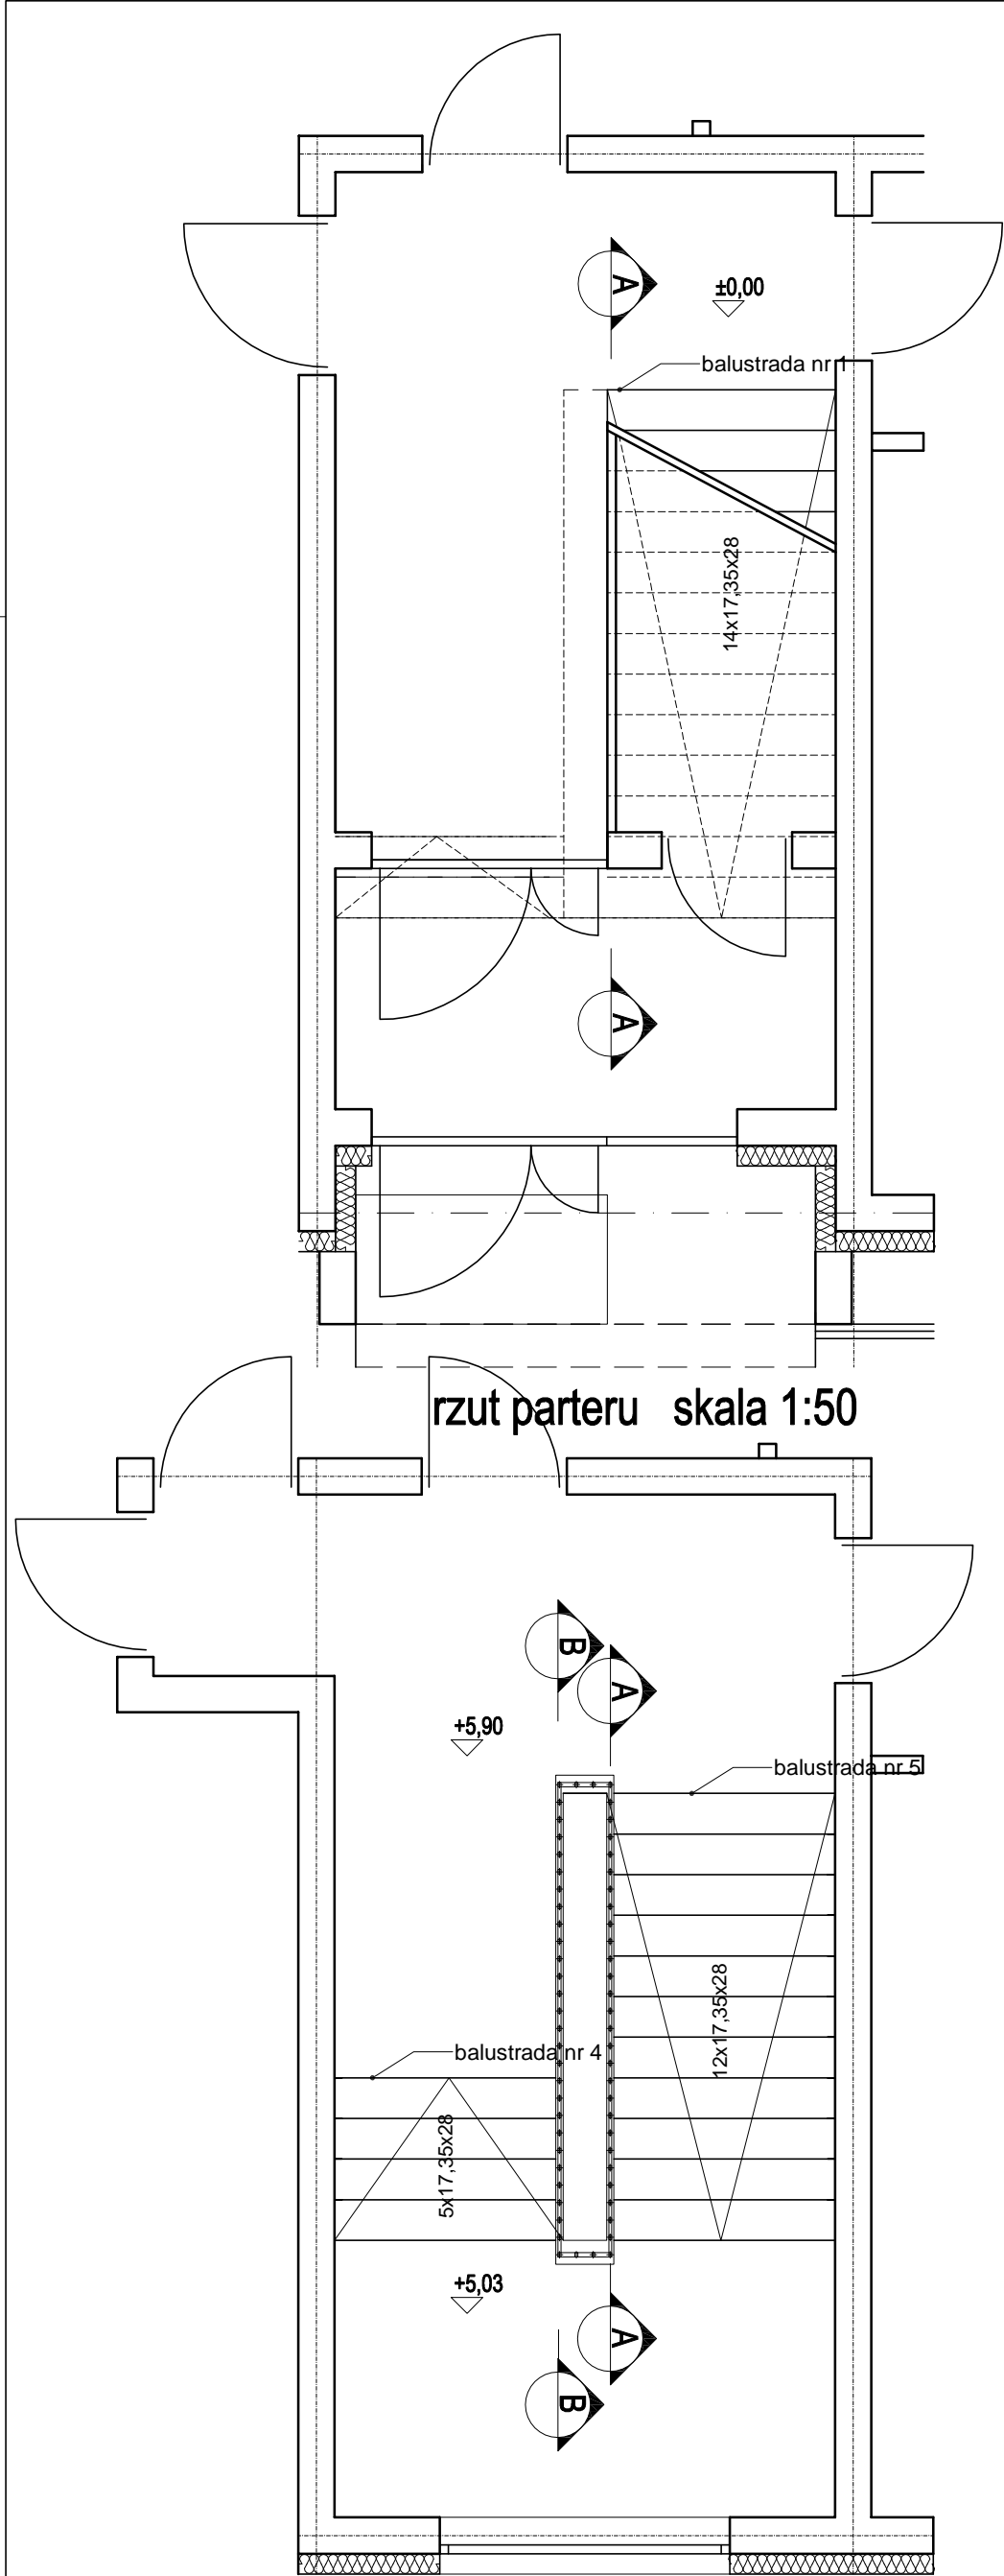 A
±0,00
balustrada nr 1
14x17,35x28
A
rzut parteru skala 1:50
B
A
+5,90
balustrada nr 5
12x17,35x28
balustrada nr 4
5x17,35x28
+5,03
A
B